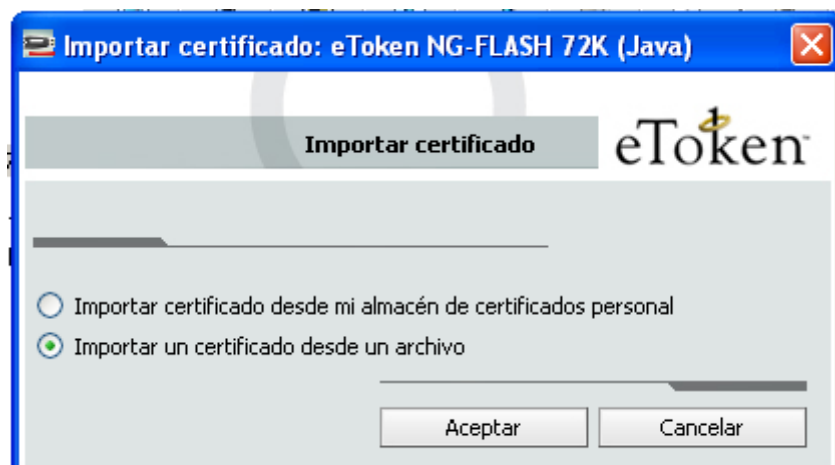 Importar certificado: eToken NG-FLASH 72K (Java)
Importar certificado
eToken
Importar certificado desde mi almacén de certificados personal
Importar un certificado desde un archivo
Aceptar
Cancelar